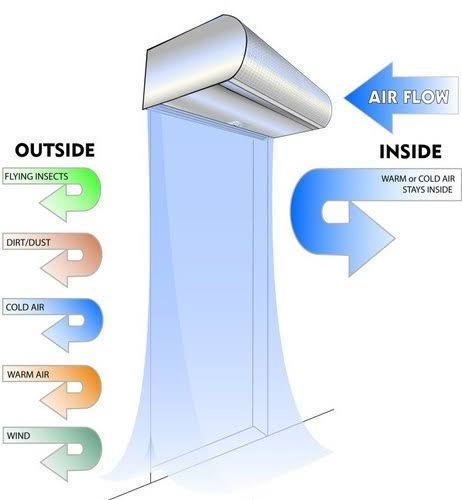 AIR FLOW
OUTSIDE
INSIDE
FLYING INSECTS
WARM or COLD AIR
STAYS INSIDE
DIRT/DUST
COLD AIR
WARM AIR
WIND